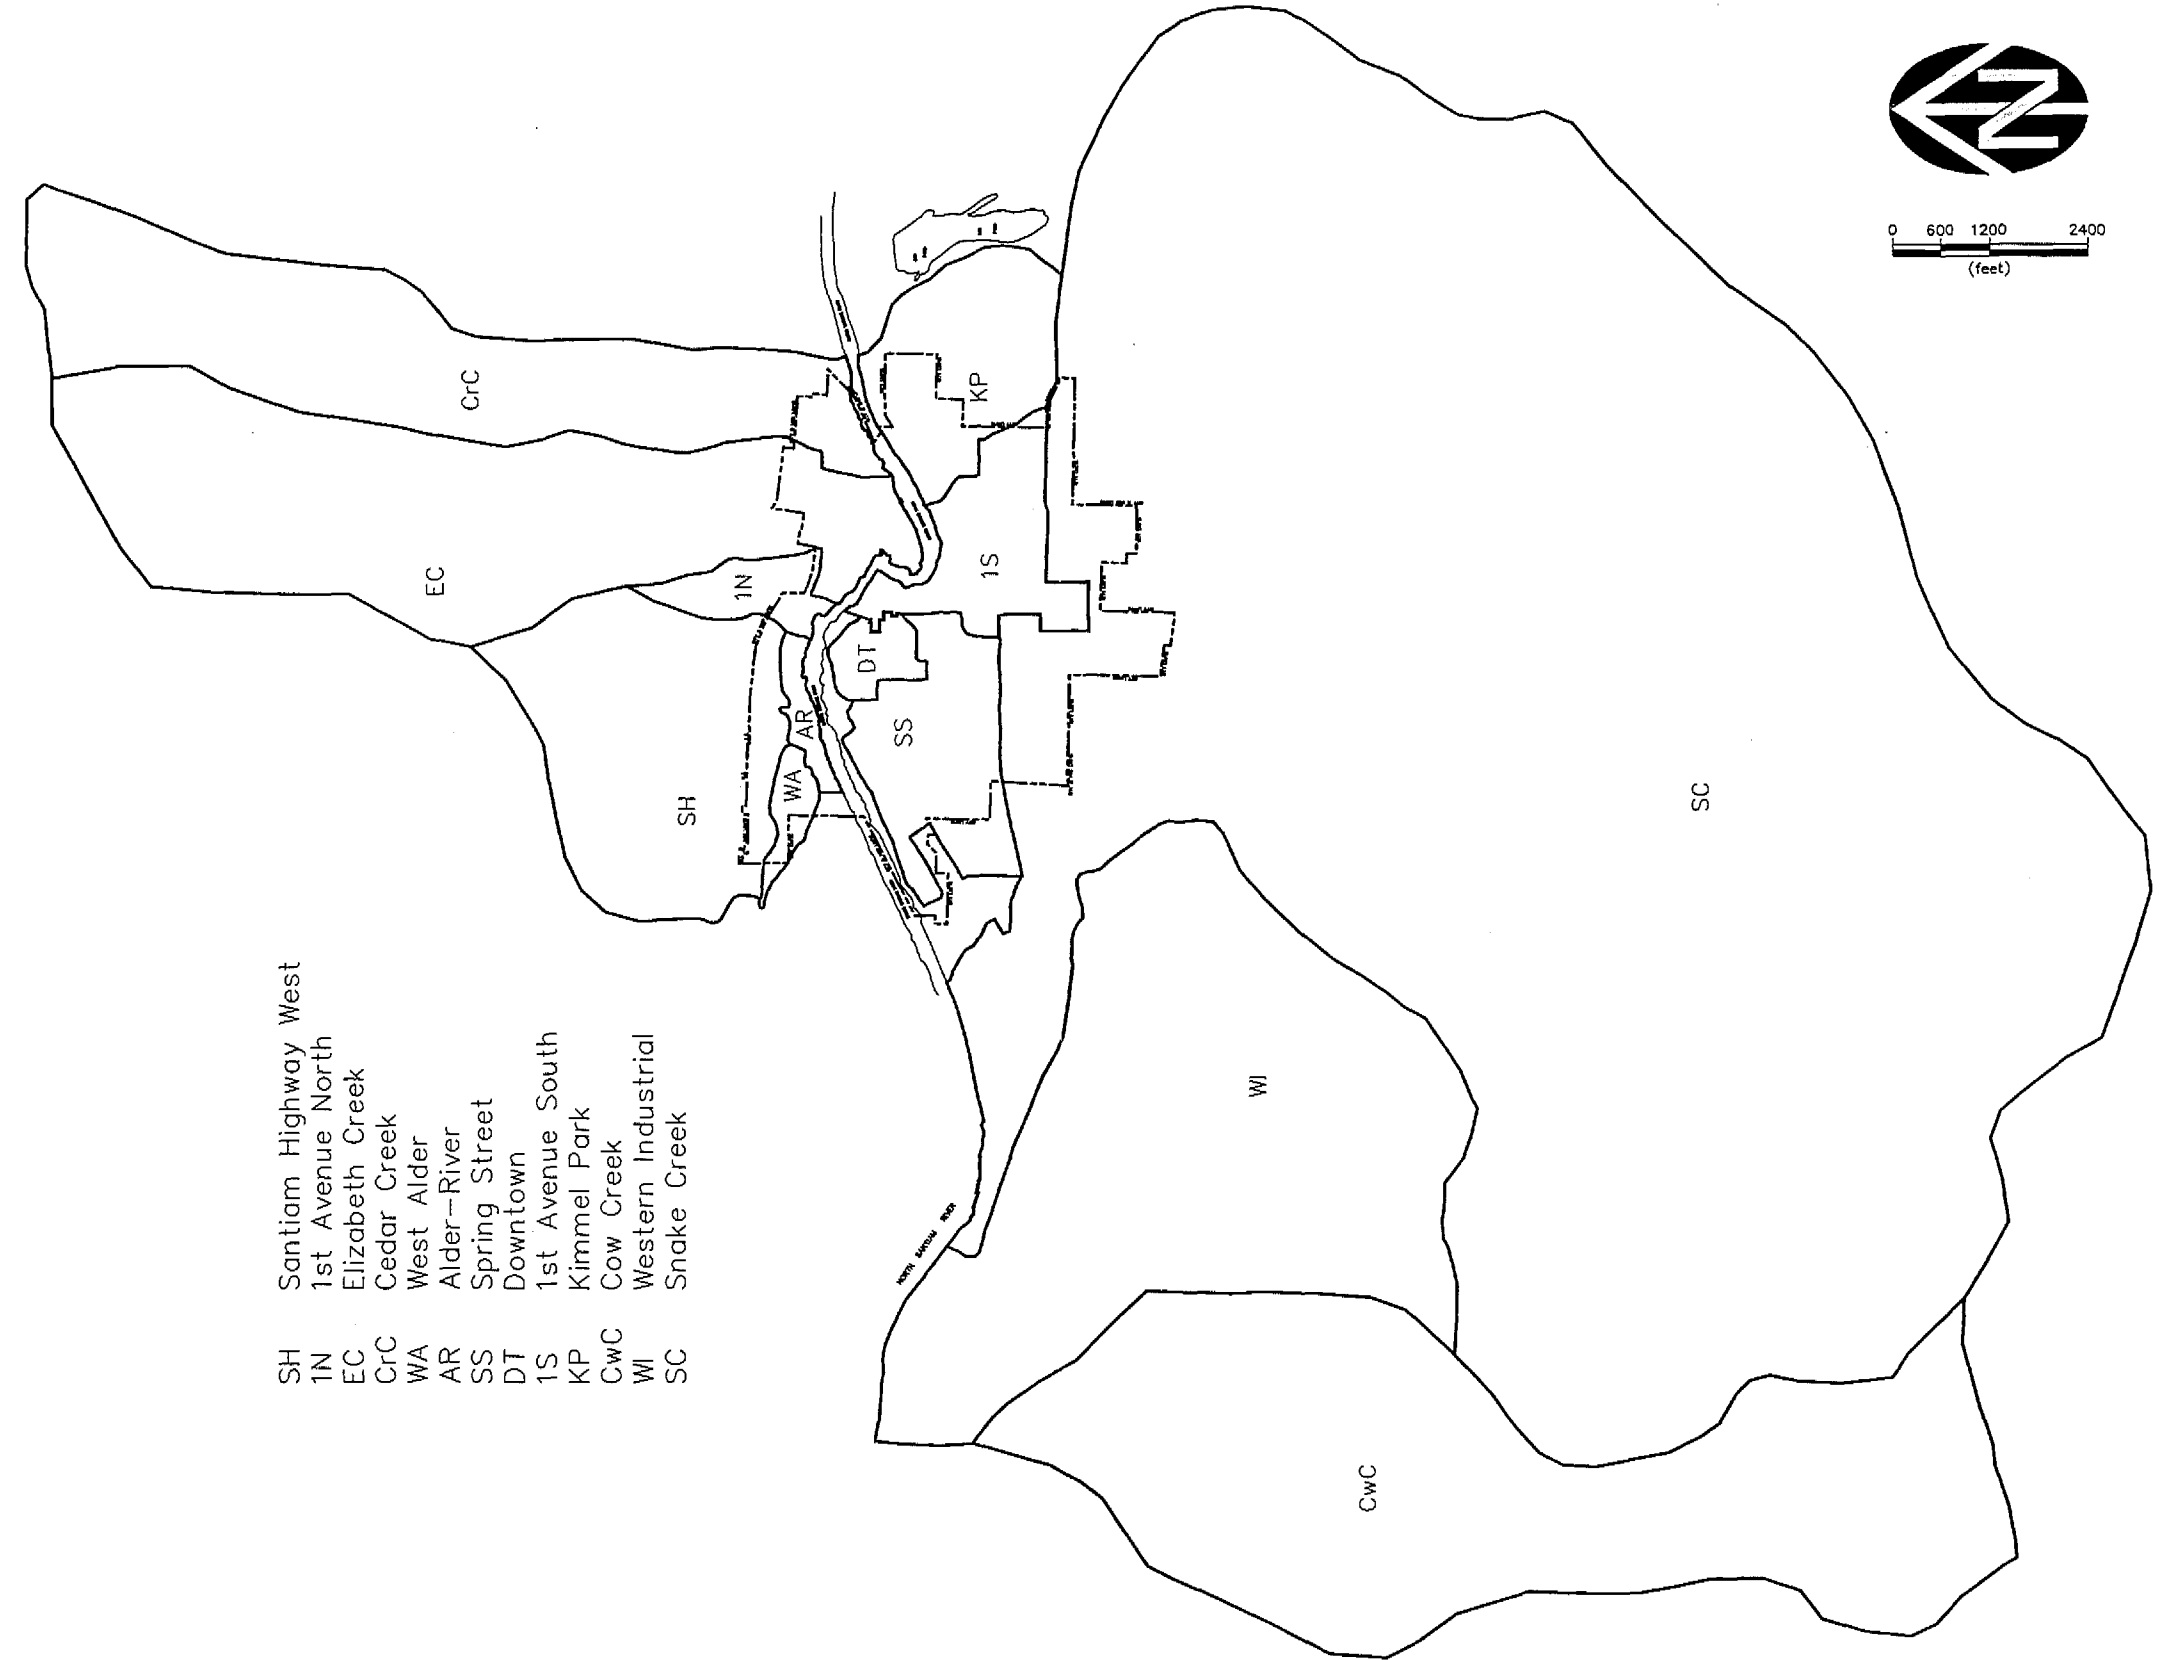 SH Santiam Highway West
1N 1st Avenue North
EC Elizabeth Creek
CrC Cedar Creek
WA West Alder
AR Alder-River
SS Spring Street
DT Downtown
1S 1st Avenue South
KP Kimmel Park
CwC Cow Creek
WI Western Industrial
SC Snake Creek
CrC
EC
1N
SH
WA
AR
DT
SS
1S
KP
NORTH SANTIAM RIVER
WI
CwC
SC
N
0 600 1200 2400
(feet)